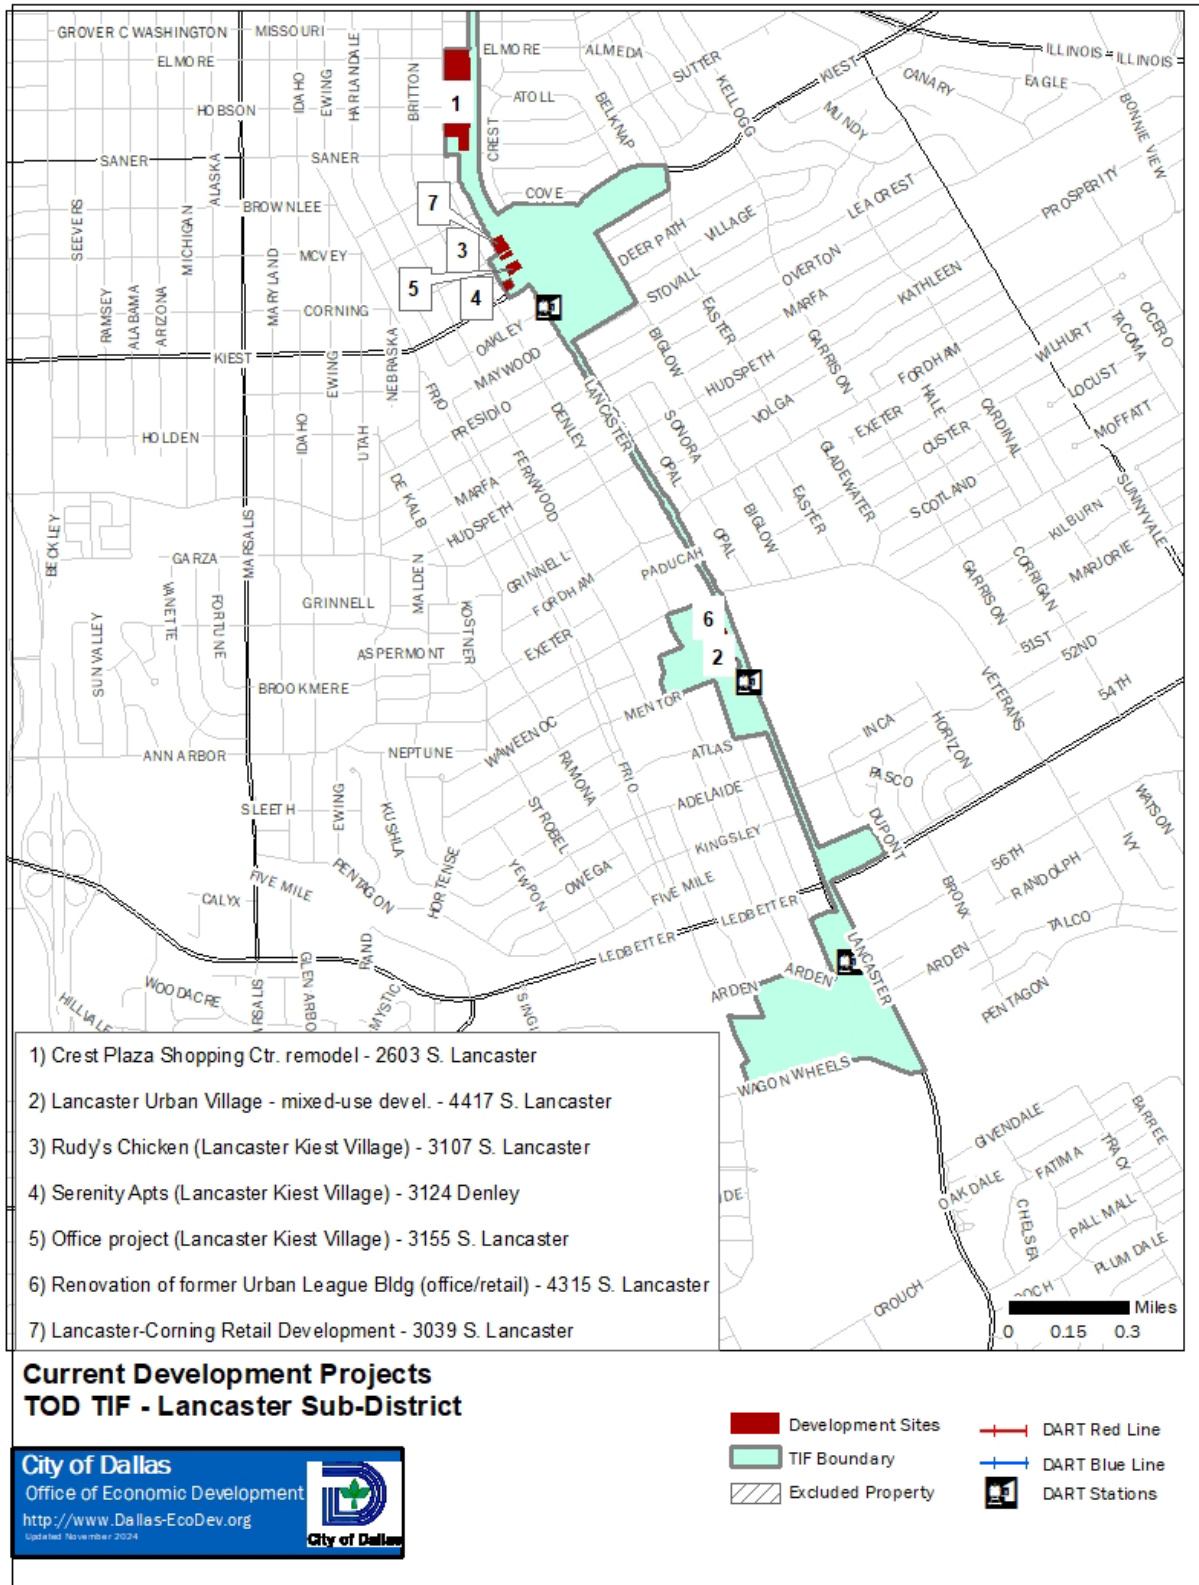 GROVER C WASHINGTON MISSOURI
ELMORE
ELMORE
ALMEDA
SUTTER
KELLOGG
KIEST
ILLINOIS
ILLINOIS
CANARY
EAGLE
BONNIE VIEW
MUNDY
IDAHO
EWING
HARLANDALE
BRITTON
HOBSON
1
ATOLL
BELKNAP
CREST
SANER
SANER
ALASKA
COVE
SEEVERS
MICHIGAN
BROWNLEE
7
DEER PATH
VILLAGE
LEACREST
PROSPERITY
MCVEY
3
MARYLAND
5
4
STOVALL
OVERTON
KATHLEEN
RAMSEY
ALABAMA
ARIZONA
CORNING
EASTER
MARFA
CICERO
TACOMA
KIEST
EWING
NEBRASKA
OAKLEY
MAYWOOD
BIGLOW
HUDSPETH
GARRISON
FORDHAM
WILHURT
LOCUST
FRIO
PRESIDIO
DENLEY
LANCASTER
SONORA
VOLGA
EXETER
HALE
CUSTER
CARDINAL
MOFFATT
HOLDEN
IDAHO
UTAH
OPAL
GLADEWATER
DE KALB
MARFA
FERNWOOD
HUDSPETH
BIGLOW
EASTER
SCOTLAND
KILBURN
SUNNYVALE
BECKLEY
MARSALIS
OPAL
GARZA
GRINNELL
PADUCAH
CORRIGAN
MARJORIE
VANETTE
FORTUNE
GRINNELL
MALDEN
KOSTNER
FORDHAM
GARRISON
6
EXETER
51ST
52ND
SUN VALLEY
ASPERMONT
2
BROOKMERE
MENTOR
VETERANS
54TH
ANN ARBOR
NEPTUNE
WAWEENOC
ATLAS
INCA
HORIZON
RAMONA
FRIO
ADELAIDE
PASCO
SLEETH
EWING
KUSHLA
STROBEL
KINGSLEY
DUPONT
WATSON
IVY
PENTAGON
HORTENSE
YEWPON
OWEGA
FIVE MILE
56TH
RANDOLPH
CALYX
FIVE MILE
BRONX
TALCO
LEDBETTER
LEDBETTER
RAND
LANCASTER
ARDEN
GLEN ARBO
ARDEN
ARDEN
PENTAGON
WOODACRE
MYSTIC
HILLVALE
ARSALIS
SINGI
WAGON WHEELS
1) Crest Plaza Shopping Ctr. remodel - 2603 S. Lancaster
2) Lancaster Urban Village - mixed-use devel. - 4417 S. Lancaster
3) Rudy's Chicken (Lancaster Kiest Village) - 3107 S. Lancaster
4) Serenity Apts (Lancaster Kiest Village) - 3124 Denley
5) Office project (Lancaster Kiest Village) - 3155 S. Lancaster
6) Renovation of former Urban League Bldg (office/retail) - 4315 S. Lancaster
7) Lancaster-Corning Retail Development - 3039 S. Lancaster
GIVENDALE
BARREE
TRACY
FATIMA
OAKDALE
IDE
CHELSEA
PALL MALL
PLUMDALE
CROUCH
OCH
Miles
0 0.15 0.3
Current Development Projects
TOD TIF - Lancaster Sub-District
City of Dallas
Office of Economic Development
http://www.Dallas-EcoDev.org
Updated November 2024
City of Dallas
Development Sites
TIF Boundary
Excluded Property
DART Red Line
DART Blue Line
DART Stations